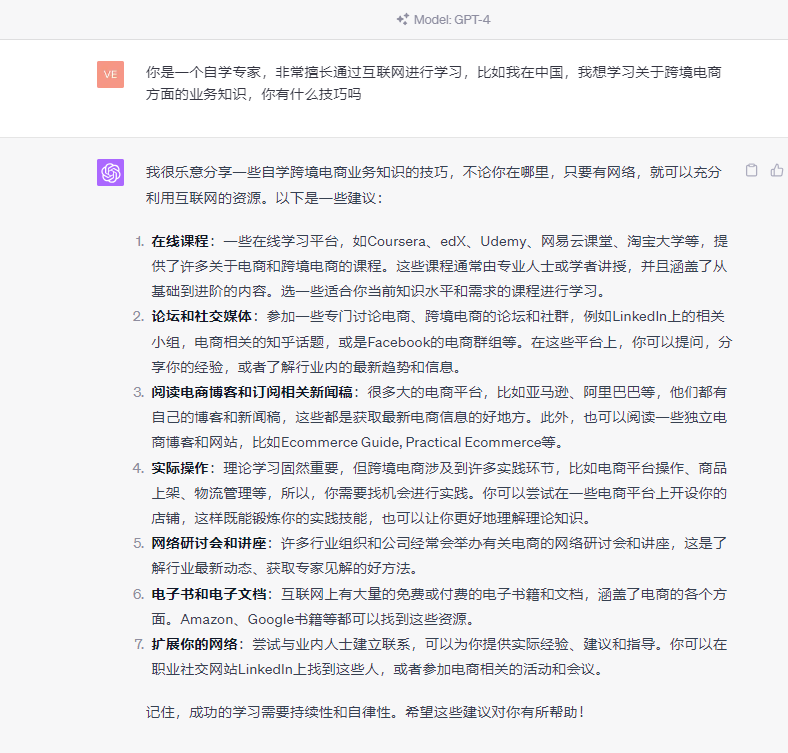 Model: GPT-4
VE
你是一个自学专家，非常擅长通过互联网进行学习，比如我在中国，我想学习关于跨境电商
方面的业务知识，你有什么技巧吗
我很乐意分享一些自学跨境电商业务知识的技巧，不论你在哪里，只要有网络，就可以充分
利用互联网的资源。以下是一些建议：
1. 在线课程：一些在线学习平台，如Coursera、edX、Udemy、网易云课堂、淘宝大学等，提
供了许多关于电商和跨境电商的课程。这些课程通常由专业人士或学者讲授，并且涵盖了从
基础到进阶的内容。选一些适合你当前知识水平和需求的课程进行学习。
2. 论坛和社交媒体：参加一些专门讨论电商、跨境电商的论坛和社群，例如LinkedIn上的相关
小组，电商相关的知乎话题，或是Facebook的电商群组等。在这些平台上，你可以提问，分
享你的经验，或者了解行业内的最新趋势和信息。
3. 阅读电商博客和订阅相关新闻稿：很多大的电商平台，比如亚马逊、阿里巴巴等，他们都有
自己的博客和新闻稿，这些都是获取最新电商信息的好地方。此外，也可以阅读一些独立电
商博客和网站，比如Ecommerce Guide, Practical Ecommerce等。
4. 实际操作：理论学习固然重要，但跨境电商涉及到许多实践环节，比如电商平台操作、商品
上架、物流管理等，所以，你需要找机会进行实践。你可以尝试在一些电商平台上开设你的
店铺，这样既能锻炼你的实践技能，也可以让你更好地理解理论知识。
5. 网络研讨会和讲座：许多行业组织和公司经常会举办有关电商的网络研讨会和讲座，这是了
解行业最新动态、获取专家见解的好方法。
6. 电子书和电子文档：互联网上有大量的免费或付费的电子书籍和文档，涵盖了电商的各个方
面。Amazon、Google书籍等都可以找到这些资源。
7. 扩展你的网络：尝试与业内人士建立联系，可以为你提供实际经验、建议和指导。你可以在
职业社交网站LinkedIn上找到这些人，或者参加电商相关的活动和会议。
记住，成功的学习需要持续性和自律性。希望这些建议对你有所帮助！